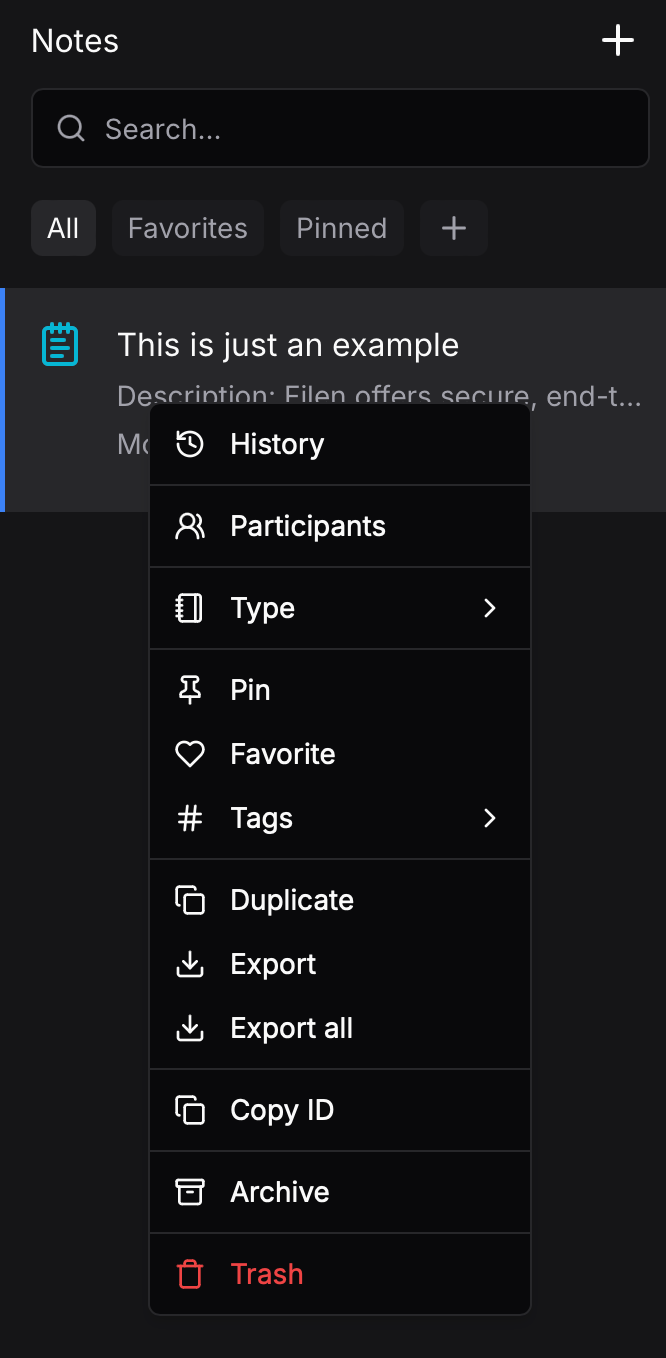 Notes
Search...
All Favorites Pinned
This is just an example
Description: Filen offers secure, end-t...
History
Participants
Type
Pin
Favorite
Tags
Duplicate
Export
Export all
Copy ID
Archive
Trash